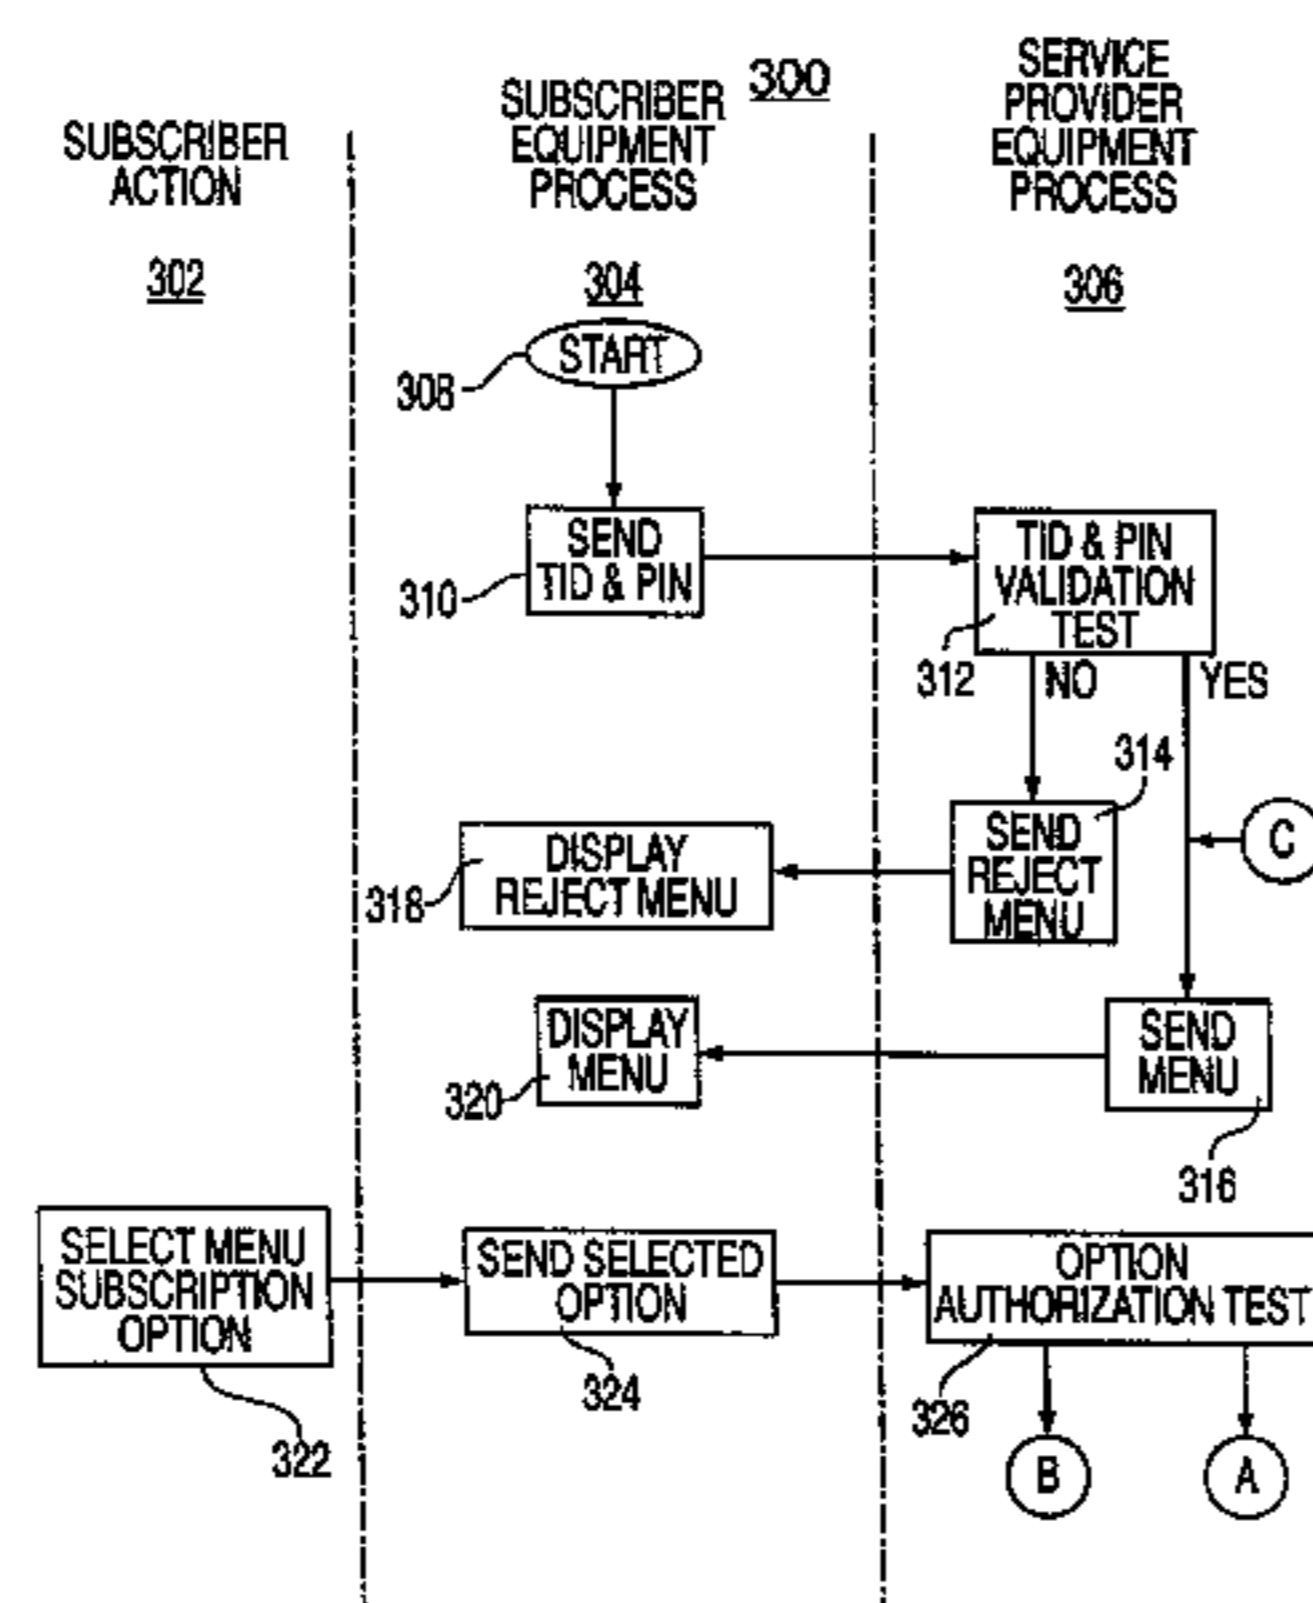 300
SUBSCRIBER
ACTION
302
SUBSCRIBER
EQUIPMENT
PROCESS
304
SERVICE
PROVIDER
EQUIPMENT
PROCESS
306
START
308
SEND
TID & PIN
310
TID & PIN
VALIDATION
TEST
312
NO
YES
314
SEND
REJECT
MENU
C
DISPLAY
REJECT MENU
318
DISPLAY
MENU
320
SEND
MENU
316
SELECT MENU
SUBSCRIPTION
OPTION
322
SEND SELECTED
OPTION
324
OPTION
AUTHORIZATION TEST
326
B
A